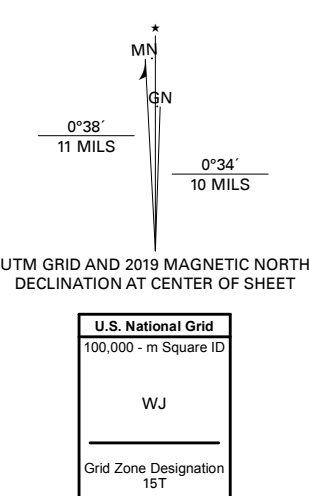 ★
MN
GN
0°38´
11 MILS
0°34´
10 MILS
UTM GRID AND 2019 MAGNETIC NORTH
DECLINATION AT CENTER OF SHEET
U.S. National Grid
100,000 - m Square ID
WJ
Grid Zone Designation
15T